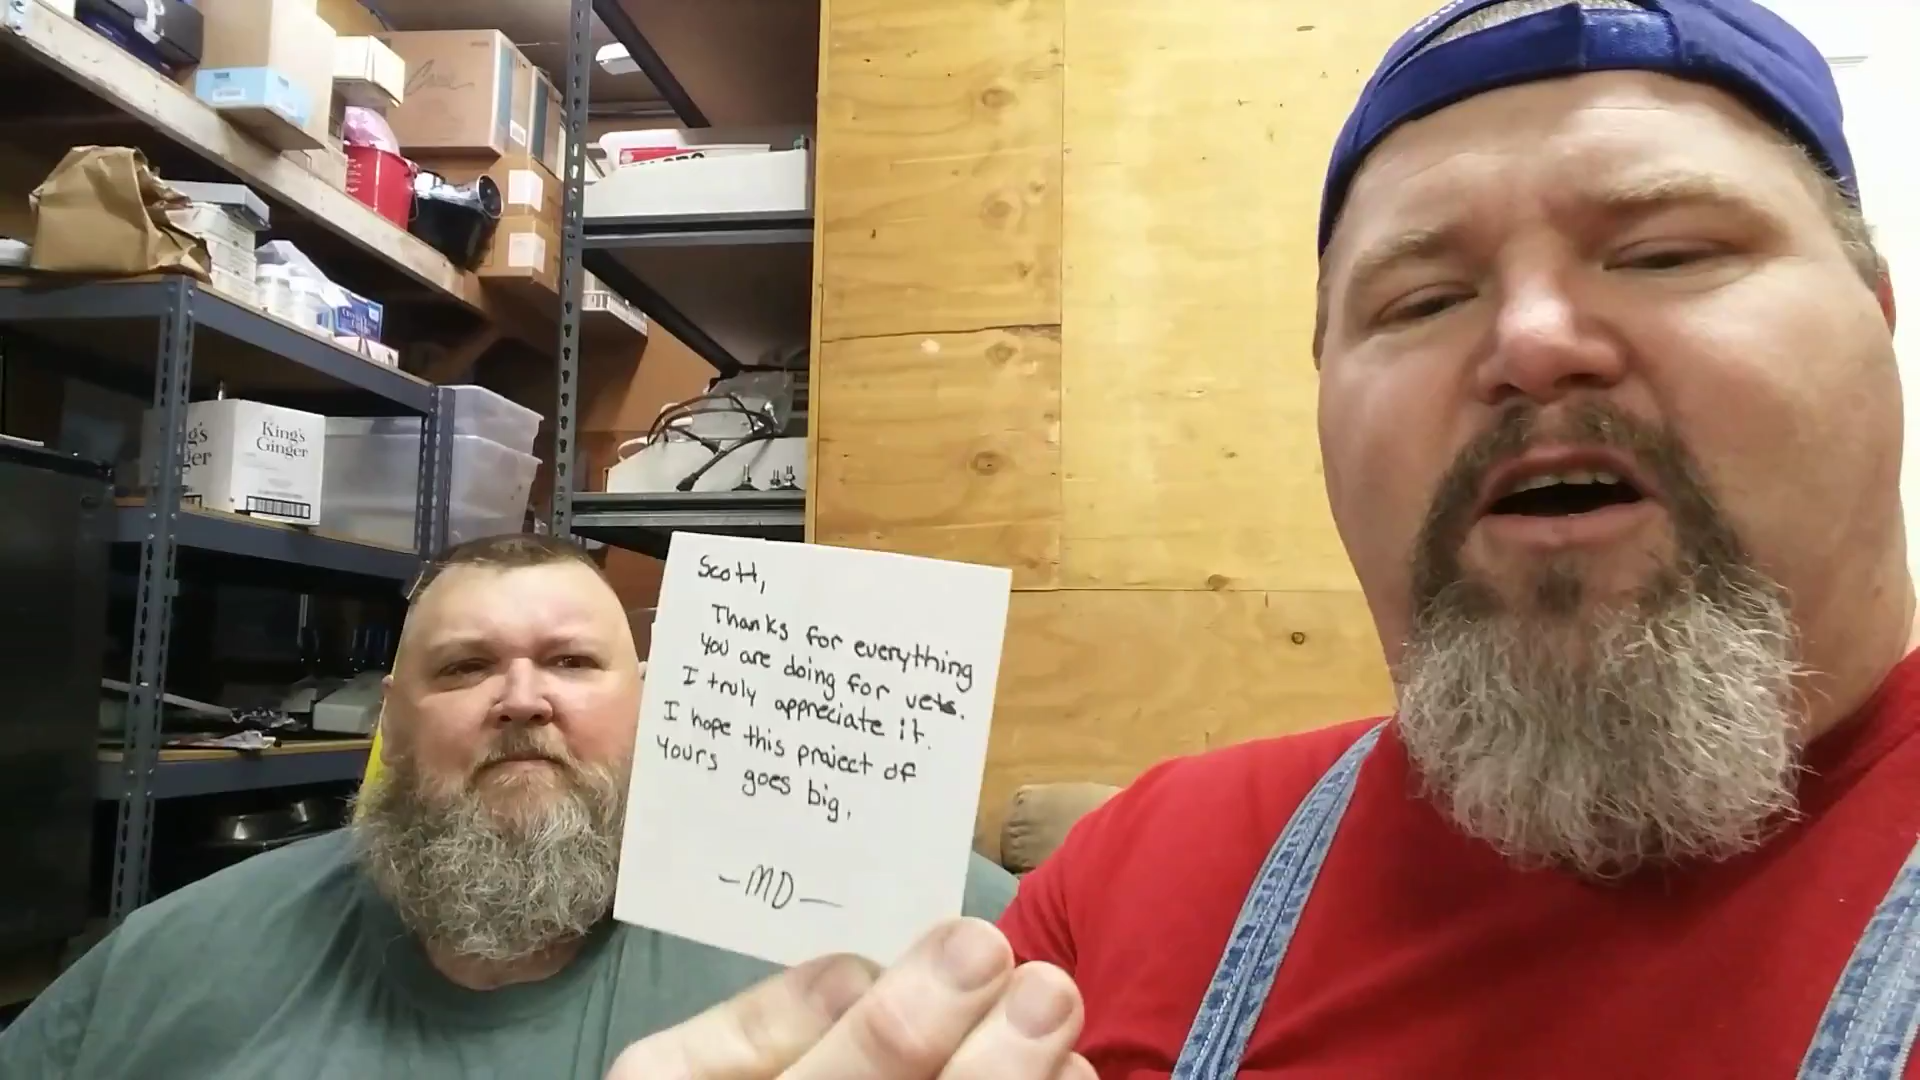 Scott,
Thanks for everything
you are doing for vets.
I truly appreciate it.
I hope this project of
yours goes big.
-MD-
King's
Ginger